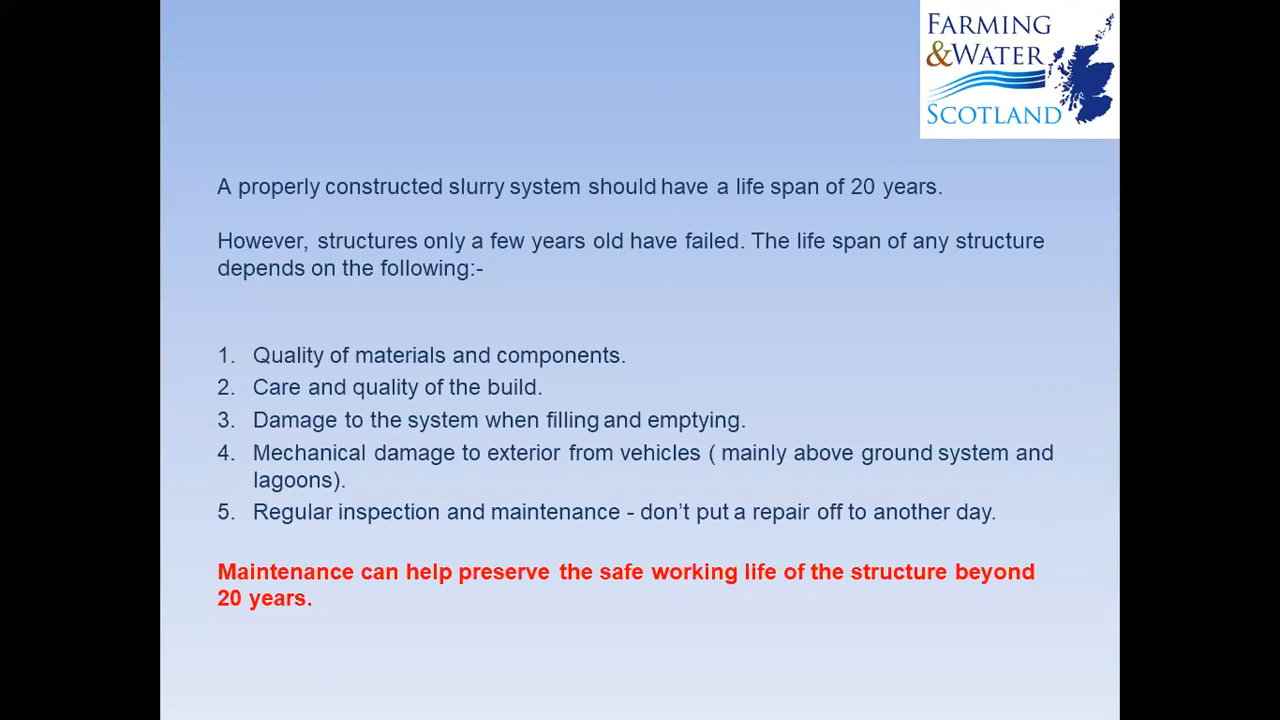 FARMING
&WATER
SCOTLAND
A properly constructed slurry system should have a life span of 20 years.
However, structures only a few years old have failed. The life span of any structure
depends on the following:-
1. Quality of materials and components.
2. Care and quality of the build.
3. Damage to the system when filling and emptying.
4. Mechanical damage to exterior from vehicles ( mainly above ground system and
lagoons).
5. Regular inspection and maintenance - don’t put a repair off to another day.
Maintenance can help preserve the safe working life of the structure beyond
20 years.